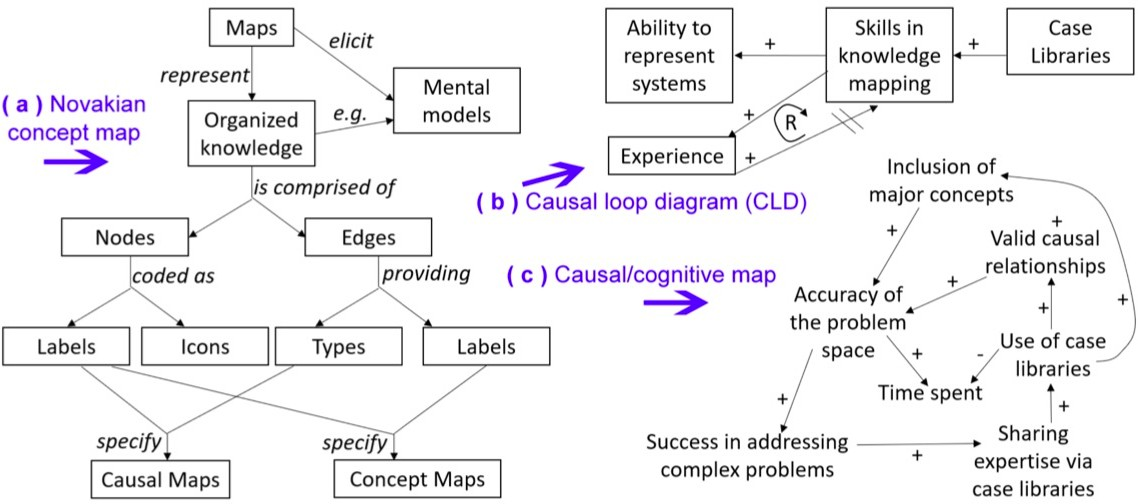 Maps
elicit
represent
Mental
models
( a ) Novakian
concept map
Organized
knowledge
e.g.
is comprised of
Nodes
Edges
coded as
providing
Labels
Icons
Types
Labels
specify
specify
Causal Maps
Concept Maps
Ability to
represent
systems
+
Skills in
knowledge
mapping
+
Case
Libraries
+
R
Experience
+
( b ) Causal loop diagram (CLD)
( c ) Causal/cognitive map
Inclusion of
major concepts
+
+
Valid causal
relationships
+
Accuracy of
the problem
space
+
+
Use of case
libraries
+
-
Time spent
+
+
Success in addressing
complex problems
+
Sharing
expertise via
case libraries